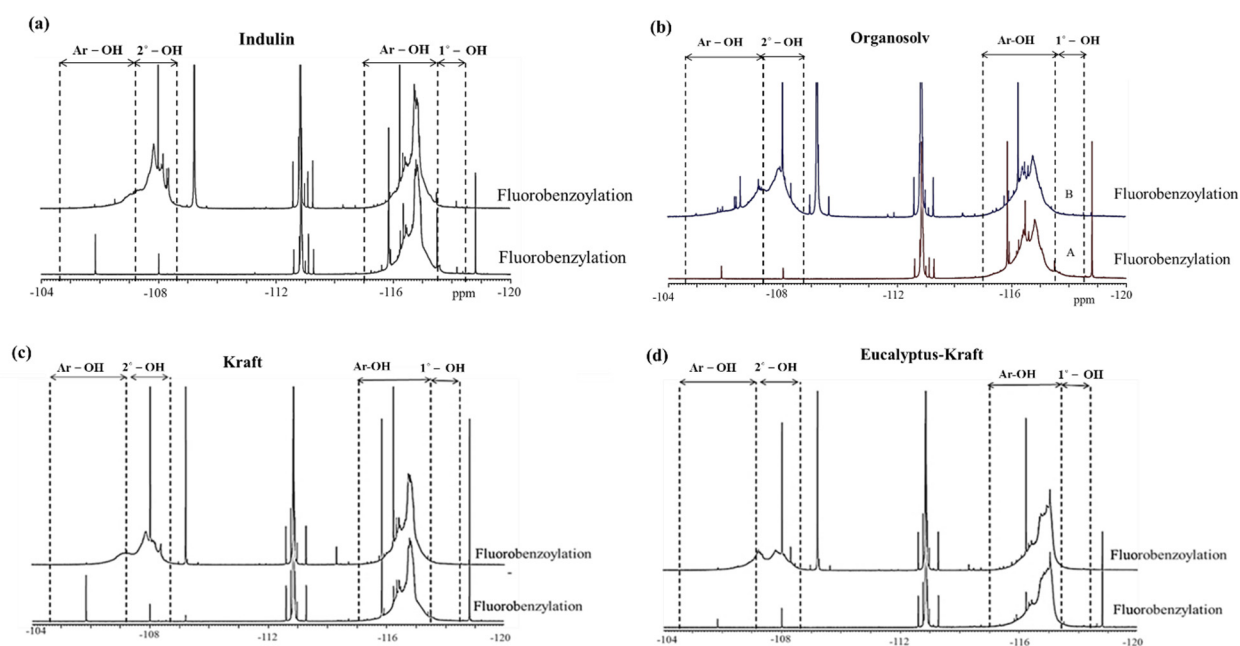 (a)
Indulin
Ar – OH 2° – OH Ar – OH 1° – OH
Fluorobenzoylation
Fluorobenzylation
-104 -108 -112 -116 ppm -120
(b)
Organosolv
Ar – OH 2° – OH Ar-OH 1° – OH
B Fluorobenzoylation
A Fluorobenzylation
-104 -108 -112 -116 ppm -120
(c)
Kraft
Ar – OH 2° – OH Ar-OH 1° – OH
Fluorobenzoylation
Fluorobenzylation
-104 -108 -112 -116 -120
(d)
Eucalyptus-Kraft
Ar – OH 2° – OH Ar-OH 1° – OH
Fluorobenzoylation
Fluorobenzylation
-104 -108 -112 -116 -120